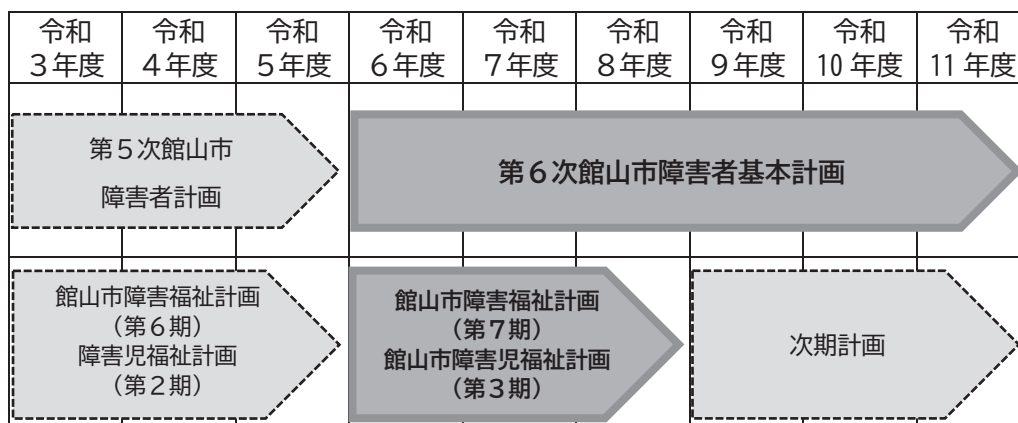 令和 令和 令和 令和 令和 令和 令和 令和 令和
３年度 ４年度 ５年度 ６年度 ７年度 ８年度 ９年度 10 年度 11 年度
第５次館山市
障害者計画
第６次館山市障害者基本計画
館山市障害福祉計画
（第６期）
障害児福祉計画
（第２期）
館山市障害福祉計画
（第７期）
館山市障害児福祉計画
（第３期）
次期計画